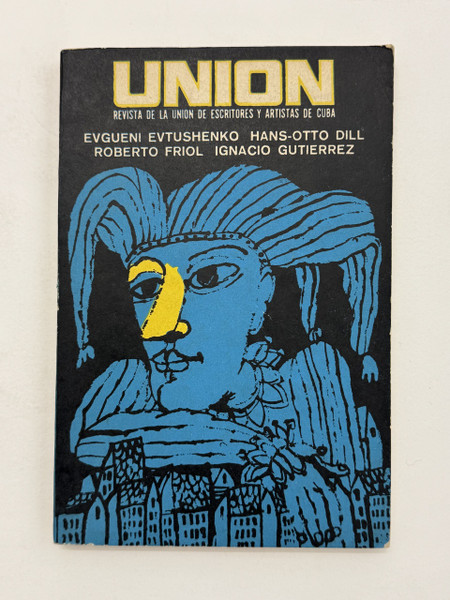 UNION
REVISTA DE LA UNION DE ESCRITORES Y ARTISTAS DE CUBA
EVGUENI EVTUSHENKO HANS-OTTO DILL
ROBERTO FRIOL IGNACIO GUTIERREZ